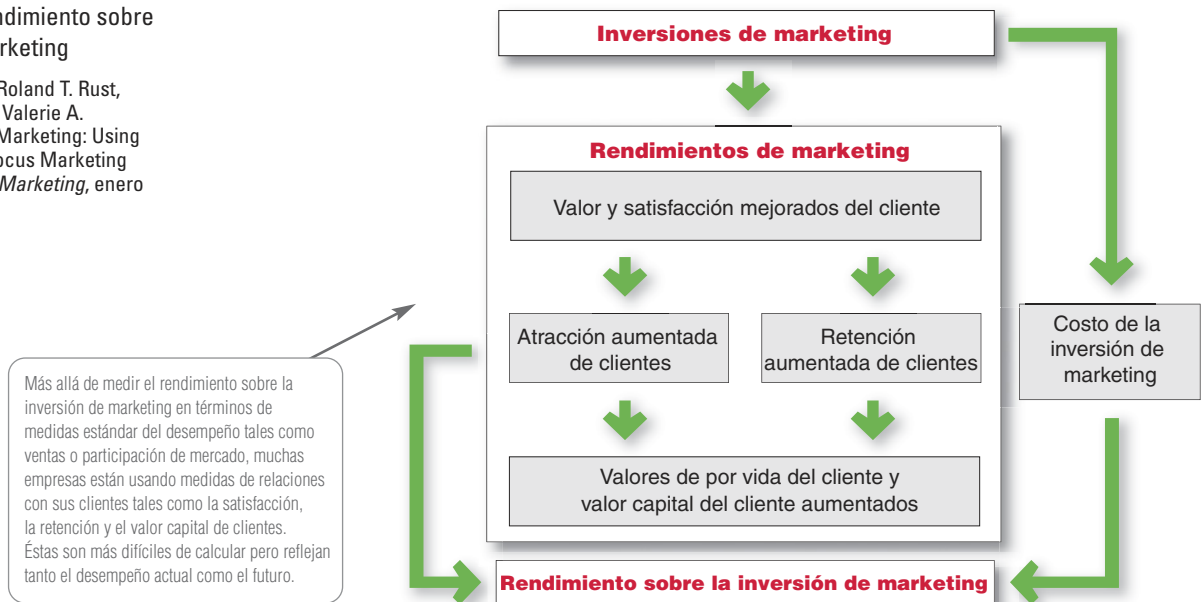 ndimiento sobre
rketing
Roland T. Rust,
Valerie A.
Marketing: Using
ocus Marketing
Marketing, enero
Inversiones de marketing
Rendimientos de marketing
Valor y satisfacción mejorados del cliente
Atracción aumentada
de clientes
Retención
aumentada de clientes
Costo de la
inversión de
marketing
Valores de por vida del cliente y
valor capital del cliente aumentados
Rendimiento sobre la inversión de marketing
Más allá de medir el rendimiento sobre la
inversión de marketing en términos de
medidas estándar del desempeño tales como
ventas o participación de mercado, muchas
empresas están usando medidas de relaciones
con sus clientes tales como la satisfacción,
la retención y el valor capital de clientes.
Éstas son más difíciles de calcular pero reflejan
tanto el desempeño actual como el futuro.